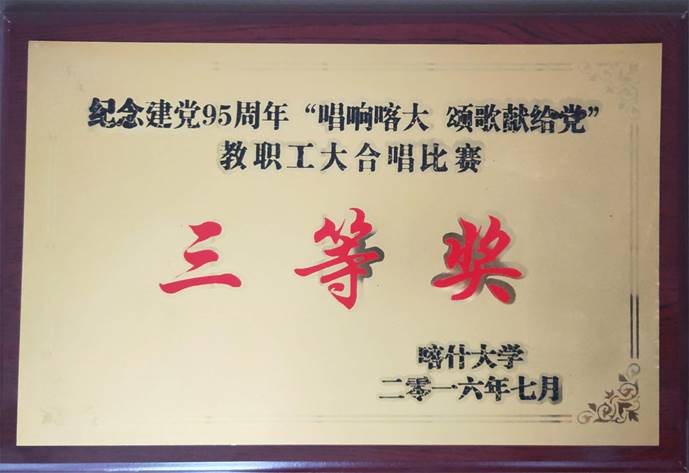 纪念建党95周年“唱响喀大 颂歌献给党”
教职工大合唱比赛
三等奖
喀什大学
二零一六年七月